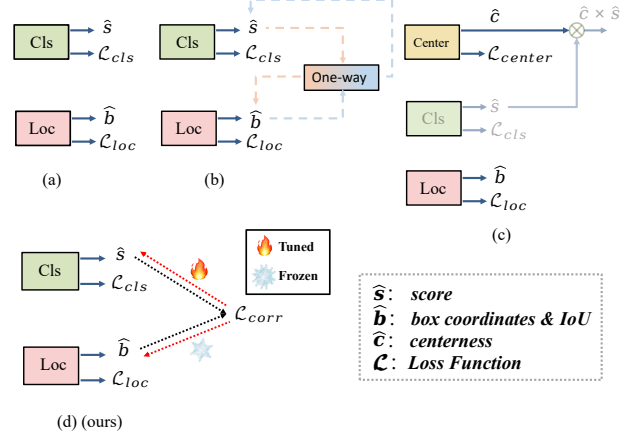 Cls
ŝ
ℒ_cls
Loc
b̂
ℒ_loc
(a)
Cls
ŝ
ℒ_cls
One-way
Loc
b̂
ℒ_loc
(b)
Center
ĉ
ĉ × ŝ
ℒ_center
Cls
ŝ
ℒ_cls
Loc
b̂
ℒ_loc
(c)
Cls
ŝ
ℒ_cls
ℒ_corr
Loc
b̂
ℒ_loc
(d) (ours)
Tuned
Frozen
ŝ: score
b̂: box coordinates & IoU
ĉ: centerness
ℒ: Loss Function